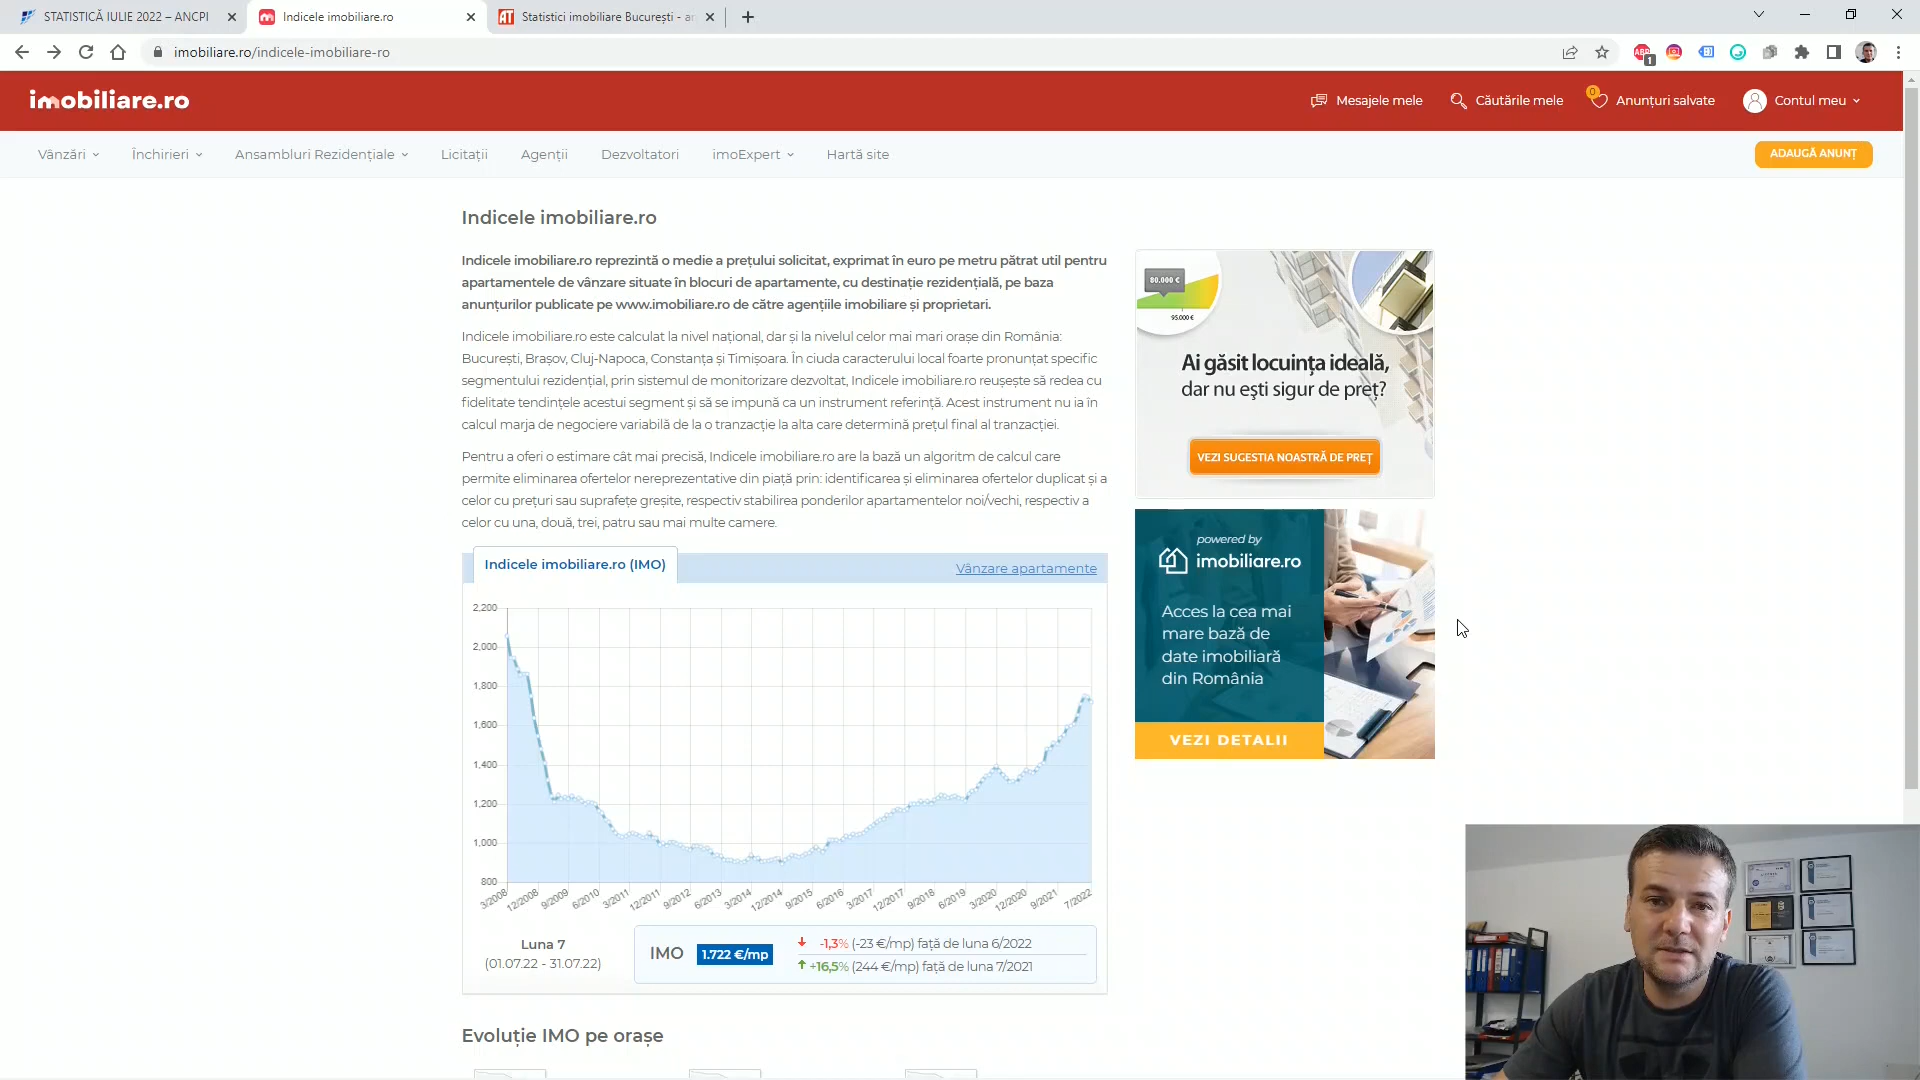 STATISTICĂ IULIE 2022 – ANCPI
Indicele imobiliare.ro
AT Statistici imobiliare București - a
imobiliare.ro/indicele-imobiliare-ro
ABP
1
imobiliare.ro
Mesajele mele
Căutările mele
0
Anunțuri salvate
Contul meu
Vânzări
Închirieri
Ansambluri Rezidențiale
Licitații
Agenții
Dezvoltatori
imoExpert
Hartă site
ADAUGĂ ANUNȚ
Indicele imobiliare.ro
Indicele imobiliare.ro reprezintă o medie a prețului solicitat, exprimat în euro pe metru pătrat util pentru
apartamentele de vânzare situate în blocuri de apartamente, cu destinație rezidențială, pe baza
anunțurilor publicate pe www.imobiliare.ro de către agențiile imobiliare și proprietari.
Indicele imobiliare.ro este calculat la nivel național, dar și la nivelul celor mai mari orașe din România:
București, Brașov, Cluj-Napoca, Constanța și Timișoara. În ciuda caracterului local foarte pronunțat specific
segmentului rezidențial, prin sistemul de monitorizare dezvoltat, Indicele imobiliare.ro reușește să redea cu
fidelitate tendințele acestui segment și să se impună ca un instrument referință. Acest instrument nu ia în
calcul marja de negociere variabilă de la o tranzacție la alta care determină prețul final al tranzacției.
Pentru a oferi o estimare cât mai precisă, Indicele imobiliare.ro are la bază un algoritm de calcul care
permite eliminarea ofertelor nereprezentative din piață prin: identificarea și eliminarea ofertelor duplicat și a
celor cu prețuri sau suprafețe greșite, respectiv stabilirea ponderilor apartamentelor noi/vechi, respectiv a
celor cu una, două, trei, patru sau mai multe camere.
80.000 €
95.000 €
Ai găsit locuința ideală,
dar nu ești sigur de preț?
VEZI SUGESTIA NOASTRĂ DE PREȚ
powered by
imobiliare.ro
Acces la cea mai
mare bază de
date imobiliară
din România
VEZI DETALII
Indicele imobiliare.ro (IMO)
Vânzare apartamente
2,200
2,000
1,800
1,600
1,400
1,200
1,000
800
3/2008 12/2008 9/2009 6/2010 3/2011 12/2011 9/2012 6/2013 3/2014 12/2014 9/2015 6/2016 3/2017 12/2017 9/2018 6/2019 3/2020 12/2020 9/2021 7/2022
Luna 7
(01.07.22 - 31.07.22)
IMO
1.722 €/mp
-1,3% (-23 €/mp) față de luna 6/2022
+16,5% (244 €/mp) față de luna 7/2021
Evoluție IMO pe orașe